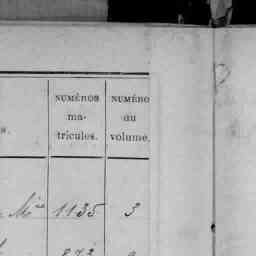 NUMÉROS
ma-
tricules.
NUMÉRO
du
volume.
s.
1135 3